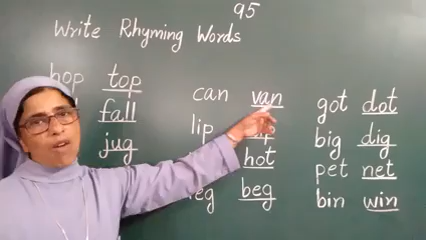 95
Write Rhyming Words
hop top
fall
jug
can van
lip
hot
beg
got dot
big dig
pet net
bin win